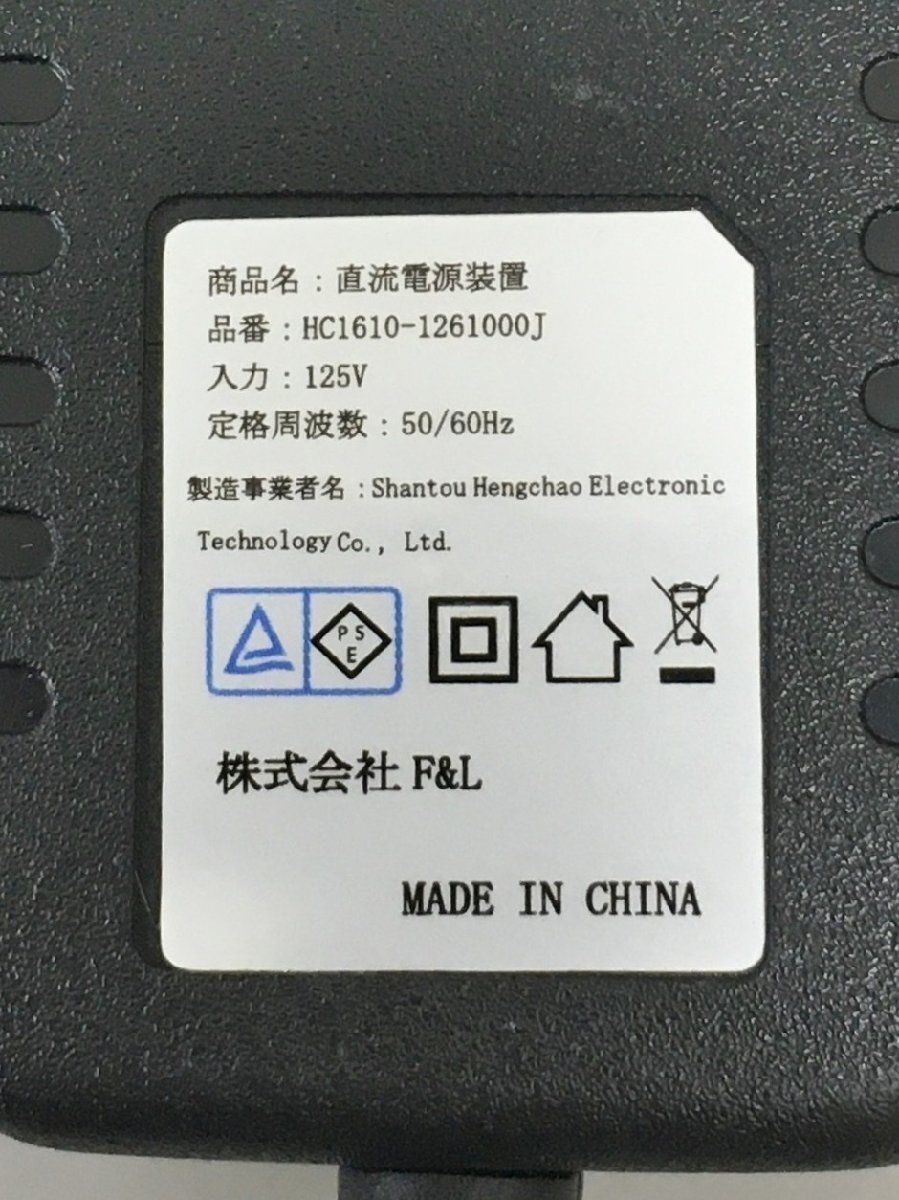 商品名：直流電源装置
品番：HC1610-1261000J
入力：125V
定格周波数：50/60Hz
製造事業者名：Shantou Hengchao Electronic
Technology Co., Ltd.
P S
E
株式会社 F&L
MADE IN CHINA